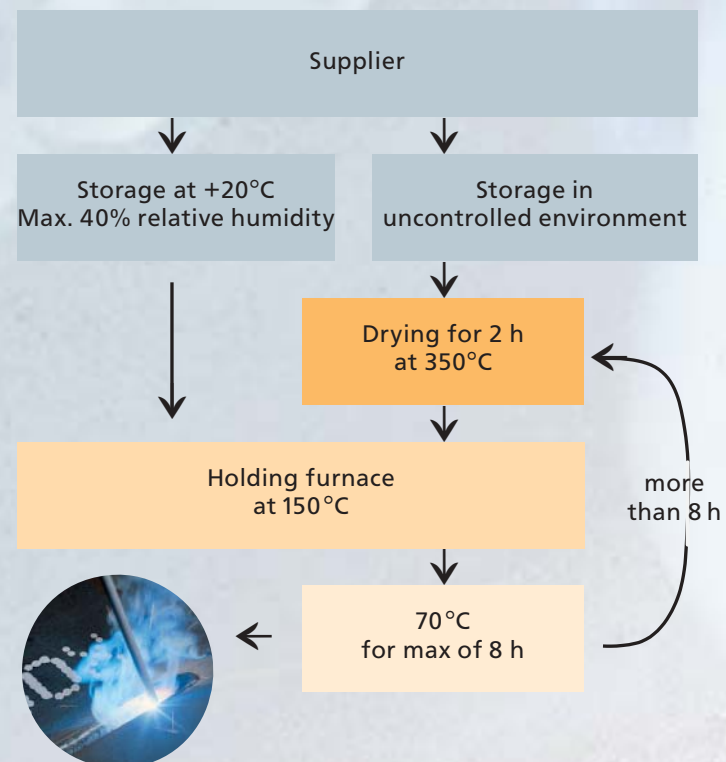 Supplier
Storage at +20°C
Max. 40% relative humidity
Storage in
uncontrolled environment
Drying for 2 h
at 350°C
Holding furnace
at 150°C
more
than 8 h
70°C
for max of 8 h